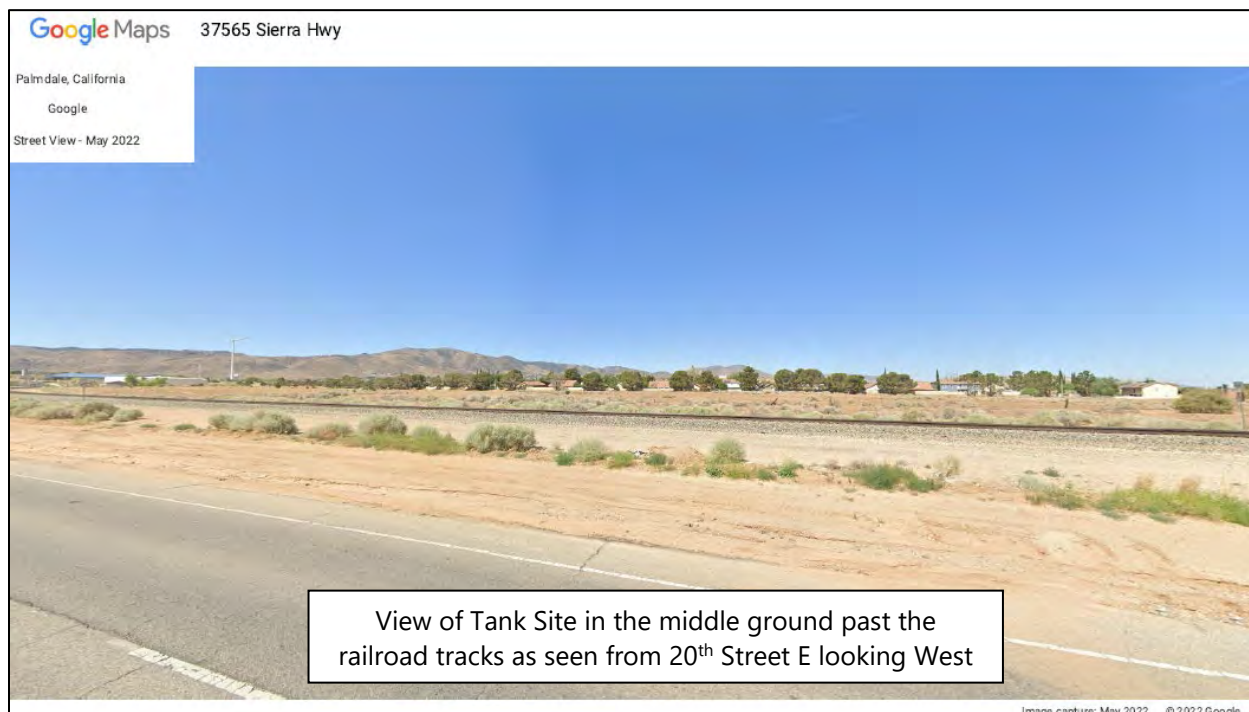 Google Maps 37565 Sierra Hwy
Palmdale, California
Google
Street View - May 2022
View of Tank Site in the middle ground past the
railroad tracks as seen from 20th Street E looking West
Image capture: May 2022 © 2022 Google